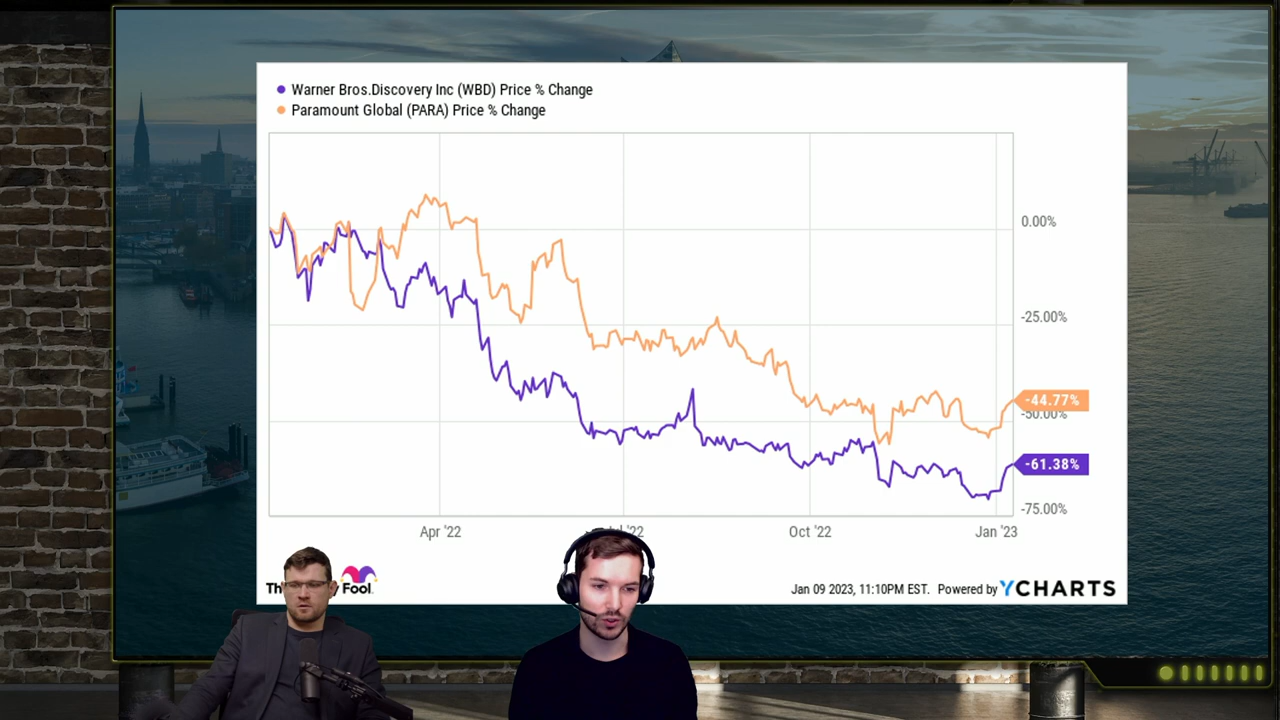 Warner Bros.Discovery Inc (WBD) Price % Change
Paramount Global (PARA) Price % Change
0.00%
-25.00%
-44.77%
-50.00%
-61.38%
-75.00%
Apr '22
'22
Oct '22
Jan '23
Fool
Jan 09 2023, 11:10PM EST. Powered by YCHARTS